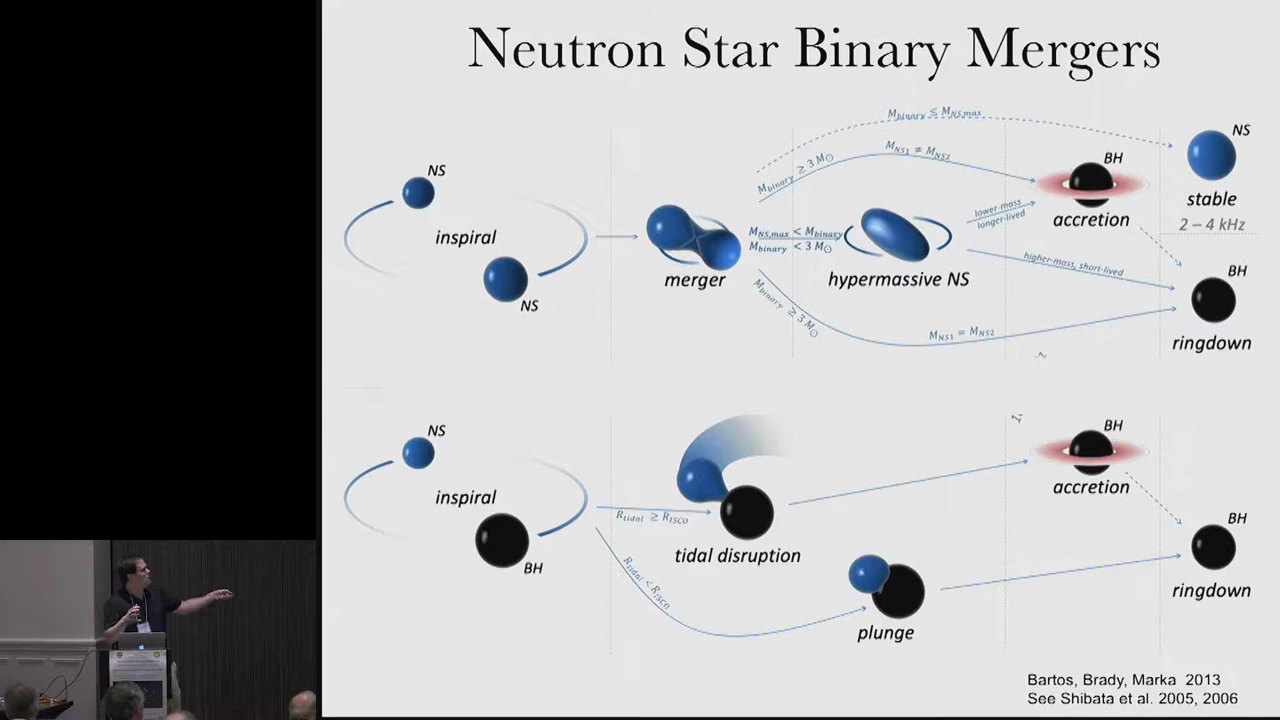 Neutron Star Binary Mergers
M_binary ≤ M_NS,max
M_binary ≥ 3 M_⊙
M_NS1 ≠ M_NS2
NS
NS
inspiral
NS
merger
M_NS,max < M_binary
M_binary < 3 M_⊙
hypermassive NS
lower-mass
longer-lived
BH
accretion
stable
2 – 4 kHz
higher-mass, short-lived
BH
ringdown
M_binary ≥ 3 M_⊙
M_NS1 = M_NS2
NS
inspiral
BH
R_tidal ≥ R_ISCO
tidal disruption
BH
accretion
R_tidal < R_ISCO
plunge
BH
ringdown
Bartos, Brady, Marka 2013
See Shibata et al. 2005, 2006